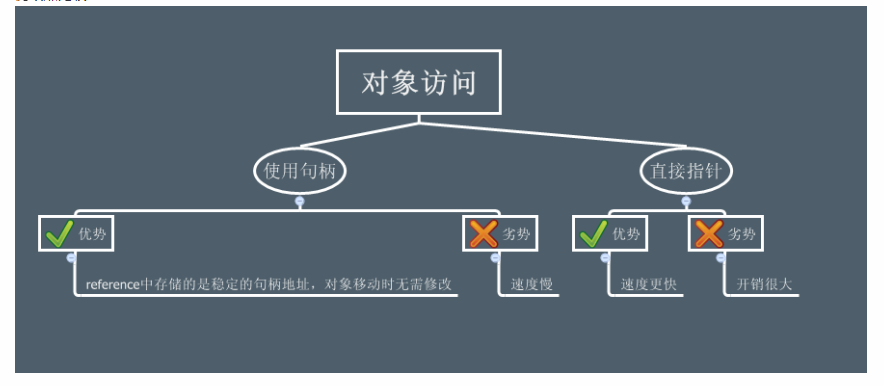 对象访问
使用句柄
直接指针
优势
劣势
优势
劣势
reference中存储的是稳定的句柄地址，对象移动时无需修改
速度慢
速度更快
开销很大